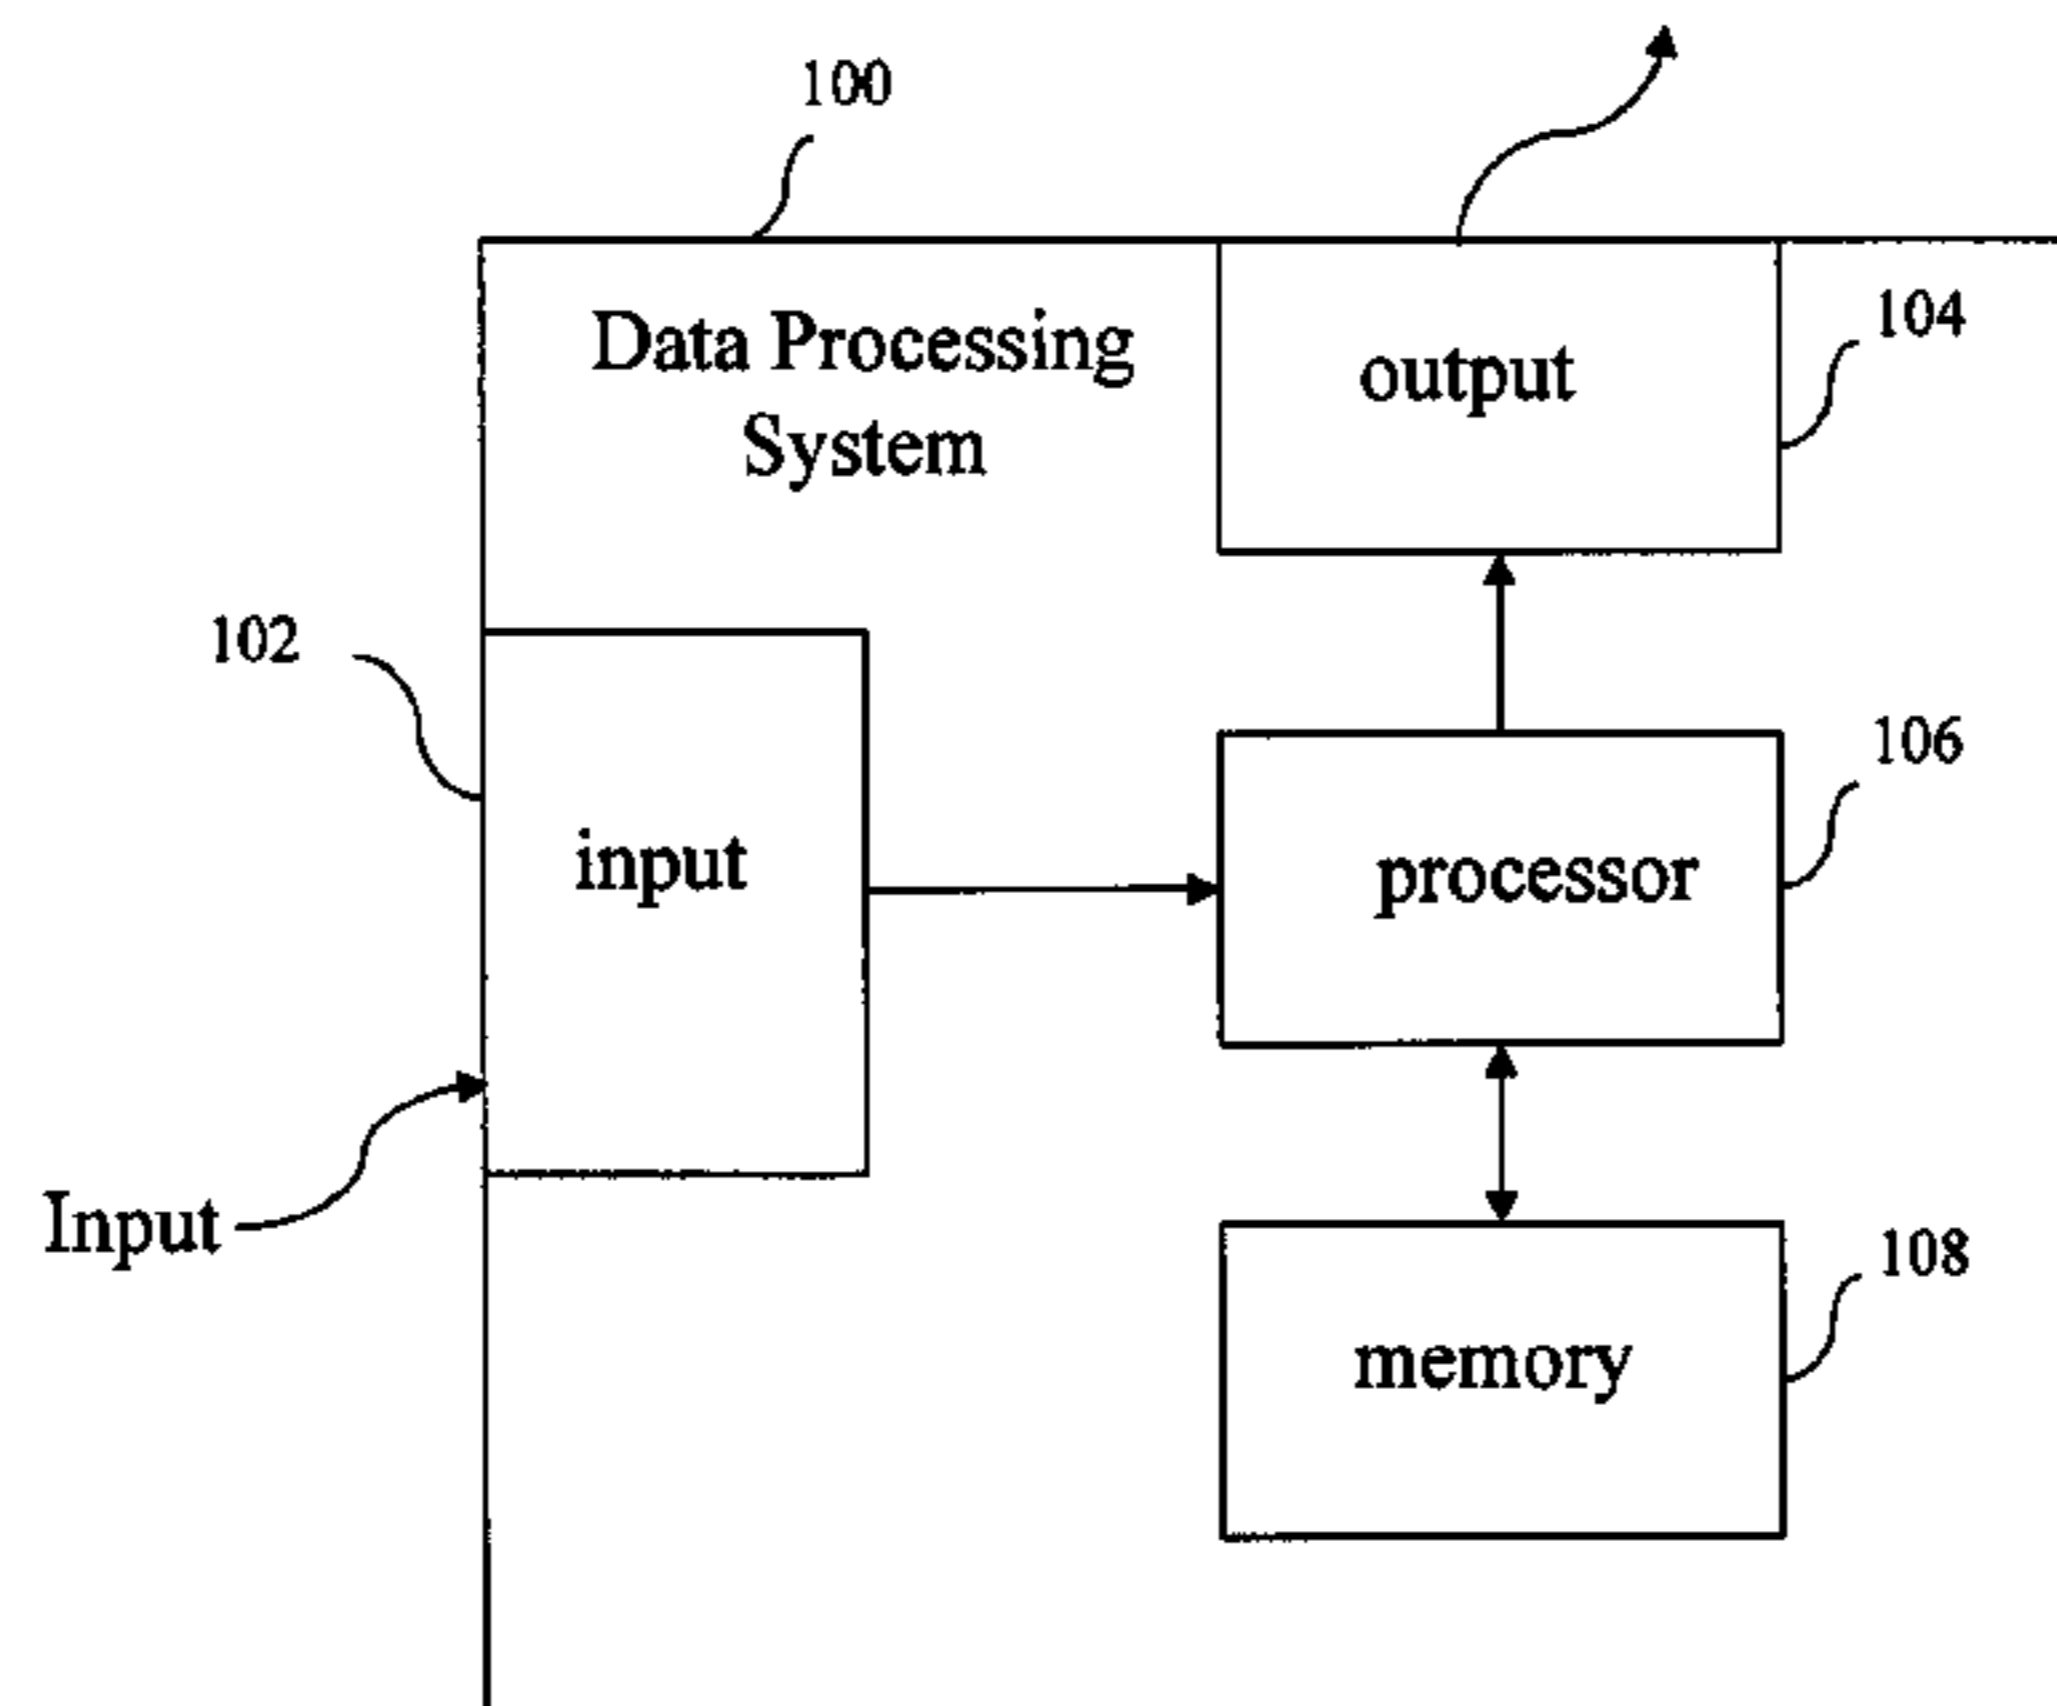 100
Data Processing
System
output
104
102
input
processor
106
Input
memory
108